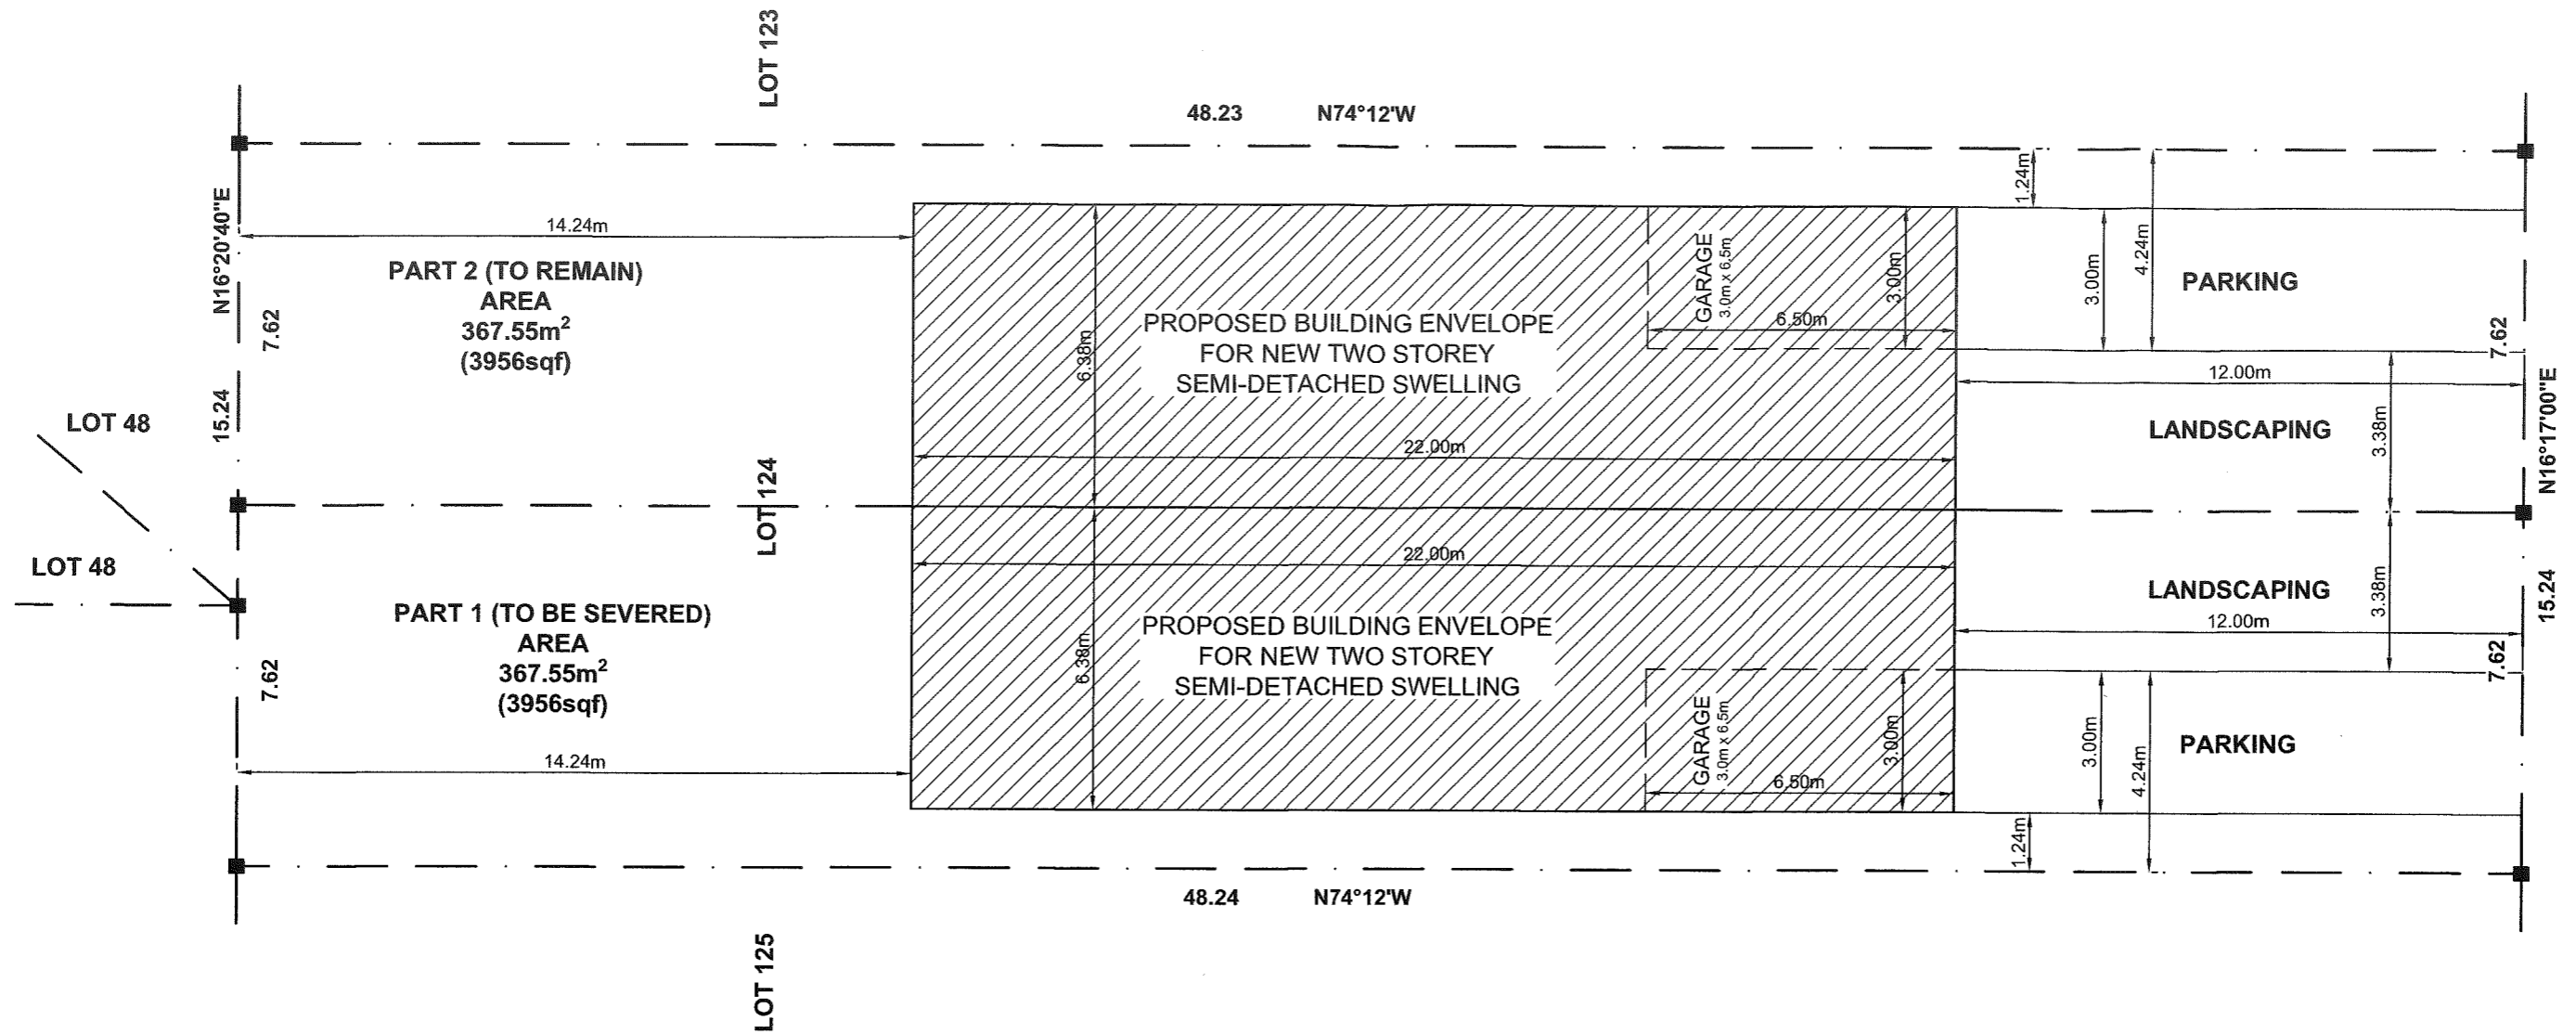 LOT 123
48.23 N74°12'W
N16°20'40"E
14.24m
PART 2 (TO REMAIN)
AREA
367.55m²
(3956sqf)
7.62
15.24
LOT 48
LOT 48
PROPOSED BUILDING ENVELOPE
FOR NEW TWO STOREY
SEMI-DETACHED SWELLING
6.38m
22.00m
GARAGE
3.0m x 6.5m
6.50m
3.00m
1.24m
3.00m
4.24m
PARKING
7.62
12.00m
LANDSCAPING
3.38m
N16°17'00"E
15.24
LOT 124
PART 1 (TO BE SEVERED)
AREA
367.55m²
(3956sqf)
7.62
14.24m
22.00m
PROPOSED BUILDING ENVELOPE
FOR NEW TWO STOREY
SEMI-DETACHED SWELLING
6.38m
GARAGE
3.0m x 6.5m
6.50m
3.00m
LANDSCAPING
3.38m
12.00m
7.62
3.00m
4.24m
PARKING
1.24m
48.24 N74°12'W
LOT 125